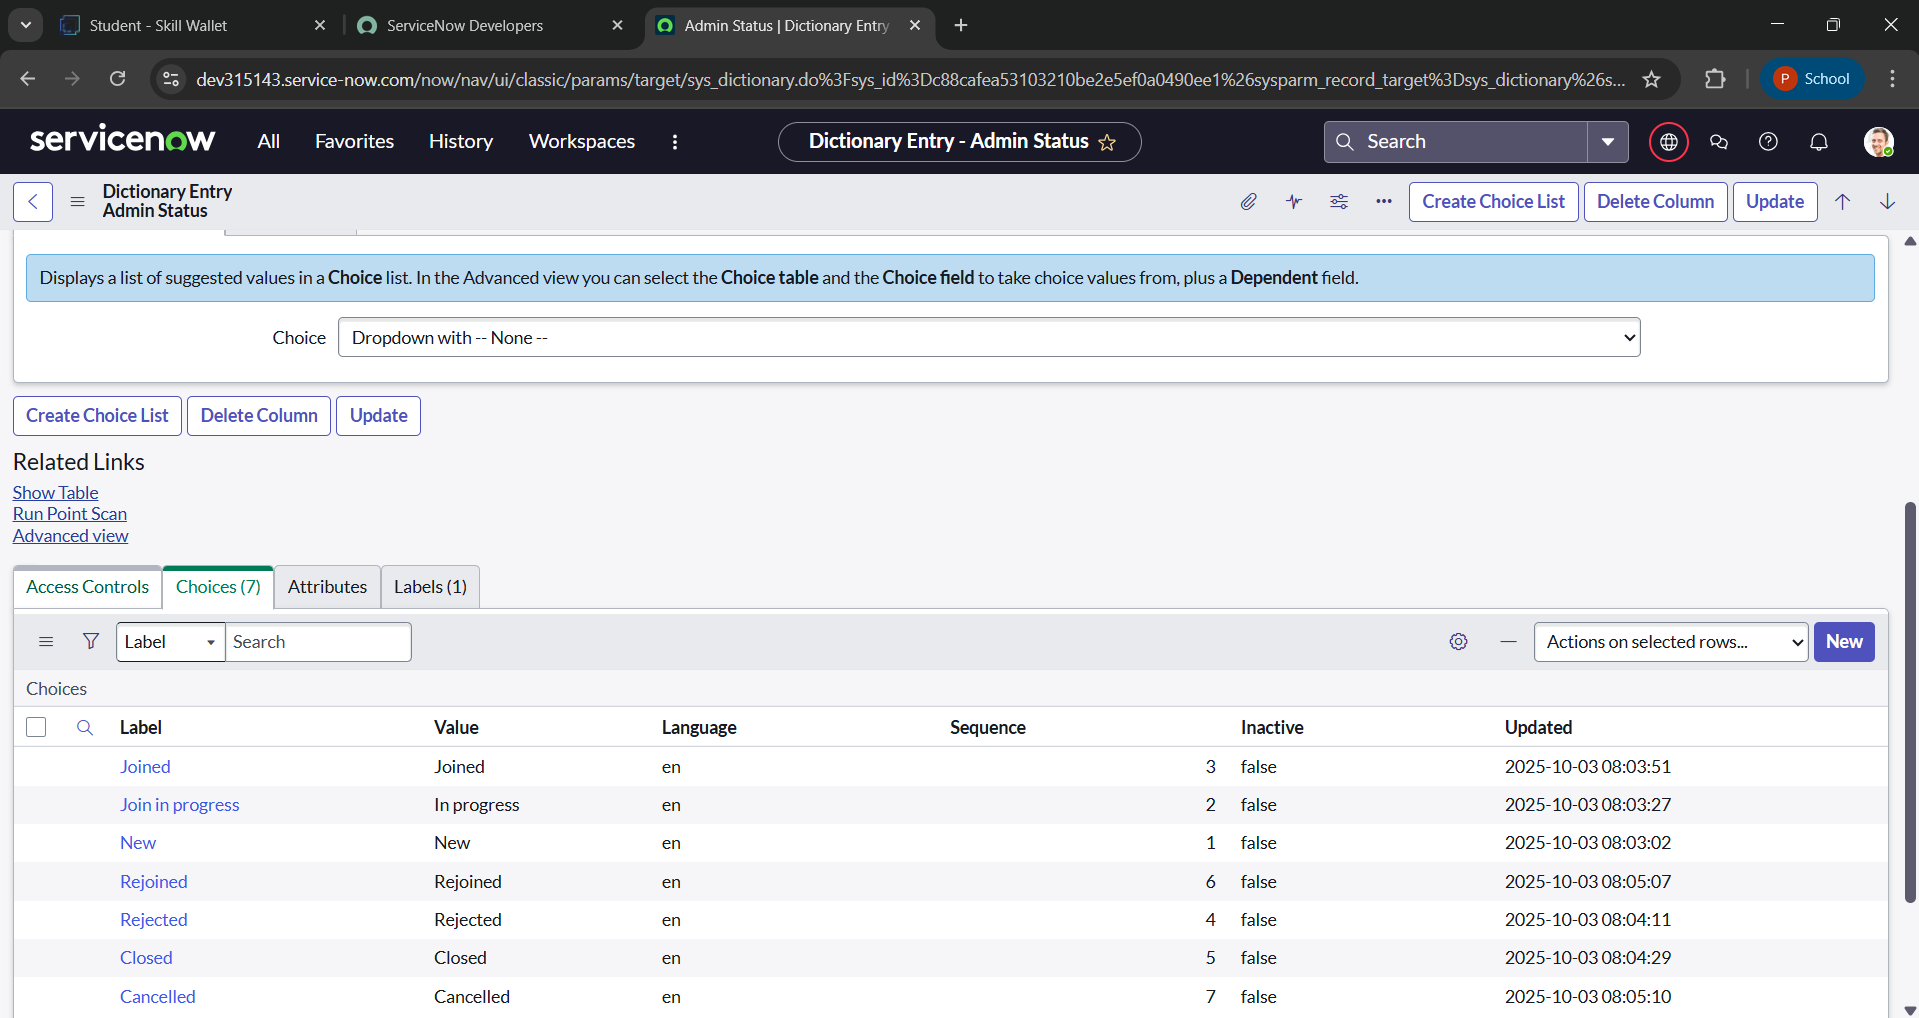 Student - Skill Wallet
ServiceNow Developers
Admin Status | Dictionary Entry
dev315143.service-now.com/now/nav/ui/classic/params/target/sys_dictionary.do%3Fsys_id%3Dc88cafea53103210be2e5ef0a0490ee1%26sysparm_record_target%3Dsys_dictionary%26s...
P School
servicenow
All Favorites History Workspaces
Dictionary Entry - Admin Status
Search
Dictionary Entry
Admin Status
Create Choice List Delete Column Update
Displays a list of suggested values in a Choice list. In the Advanced view you can select the Choice table and the Choice field to take choice values from, plus a Dependent field.
Choice Dropdown with -- None --
Create Choice List Delete Column Update
Related Links
Show Table
Run Point Scan
Advanced view
Access Controls Choices (7) Attributes Labels (1)
Label Search Actions on selected rows... New
Choices
Label Value Language Sequence Inactive Updated
Joined Joined en 3 false 2025-10-03 08:03:51
Join in progress In progress en 2 false 2025-10-03 08:03:27
New New en 1 false 2025-10-03 08:03:02
Rejoined Rejoined en 6 false 2025-10-03 08:05:07
Rejected Rejected en 4 false 2025-10-03 08:04:11
Closed Closed en 5 false 2025-10-03 08:04:29
Cancelled Cancelled en 7 false 2025-10-03 08:05:10